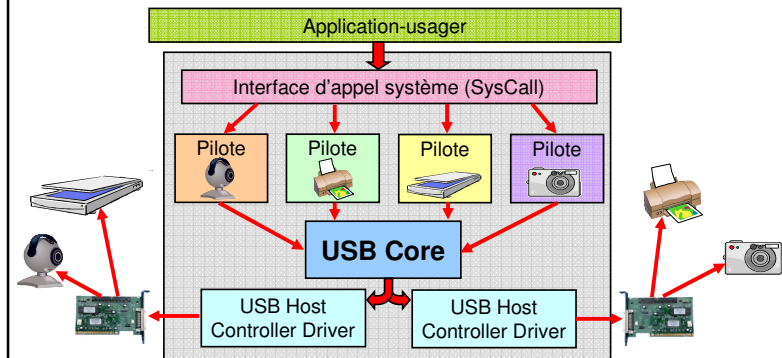 Application-usager
Interface d'appel système (SysCall)
Pilote
Pilote
Pilote
Pilote
USB Core
USB Host
Controller Driver
USB Host
Controller Driver